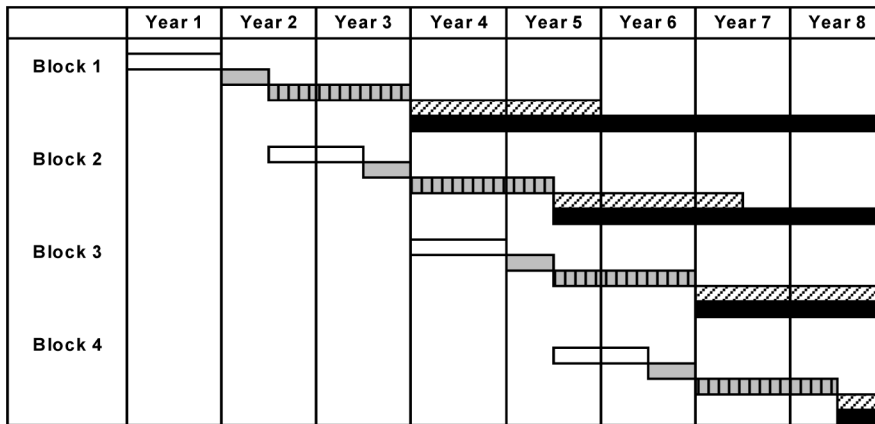 Year 1 Year 2 Year 3 Year 4 Year 5 Year 6 Year 7 Year 8
Block 1
Block 2
Block 3
Block 4